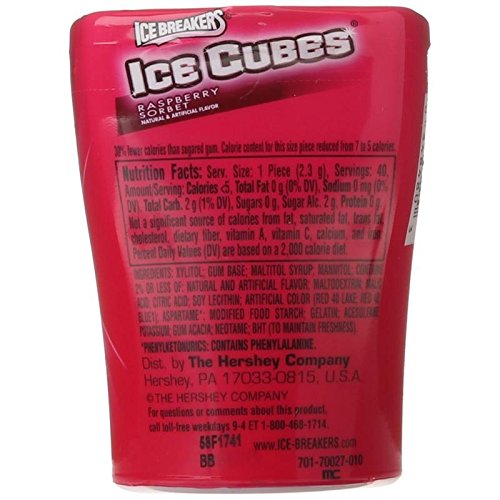 ICE BREAKERS
ICE CUBES®
RASPBERRY
SORBET
NATURAL & ARTIFICIAL FLAVOR
30% fewer calories than sugared gum. Calorie content for this size piece reduced from 7 to 5 calories.
Nutrition Facts: Serv. Size: 1 Piece (2.3 g), Servings: 40,
Amount/Serving: Calories <5, Total Fat 0 g (0% DV), Sodium 0 mg (0%
DV), Total Carb. 2 g (1% DV), Sugars 0 g, Sugar Alc. 2 g, Protein 0 g.
Not a significant source of calories from fat, saturated fat, trans fat,
cholesterol, dietary fiber, vitamin A, vitamin C, calcium, and iron.
Percent Daily Values (DV) are based on a 2,000 calorie diet.
INGREDIENTS: XYLITOL; GUM BASE; MALTITOL SYRUP; MANNITOL; CONTAINS
2% OR LESS OF: NATURAL AND ARTIFICIAL FLAVOR; MALTODEXTRIN; MALIC
ACID; CITRIC ACID; SOY LECITHIN; ARTIFICIAL COLOR (RED 40 LAKE; RED 40;
BLUE 1); ASPARTAME*; MODIFIED FOOD STARCH; GELATIN; ACESULFAME
POTASSIUM; GUM ACACIA; NEOTAME; BHT (TO MAINTAIN FRESHNESS).
*PHENYLKETONURICS: CONTAINS PHENYLALANINE.
Dist. by The Hershey Company
Hershey, PA 17033-0815, U.S.A.
© THE HERSHEY COMPANY
For questions or comments about this product,
call toll-free weekdays 9-4 ET 1-800-468-1714.
58F1741
BB
WWW.ICE-BREAKERS.COM
701-70027-010
MC